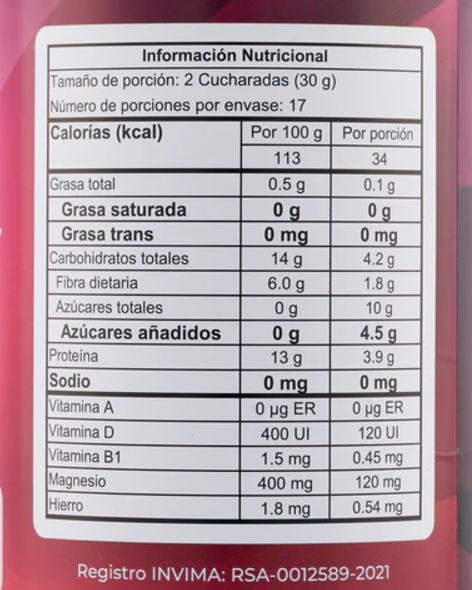 Información Nutricional
Tamaño de porción: 2 Cucharadas (30 g)
Número de porciones por envase: 17
Calorías (kcal) Por 100 g Por porción
113 34
Grasa total 0.5 g 0.1 g
Grasa saturada 0 g 0 g
Grasa trans 0 mg 0 mg
Carbohidratos totales 14 g 4.2 g
Fibra dietaria 6.0 g 1.8 g
Azúcares totales 0 g 10 g
Azúcares añadidos 0 g 4.5 g
Proteína 13 g 3.9 g
Sodio 0 mg 0 mg
Vitamina A 0 µg ER 0 µg ER
Vitamina D 400 UI 120 UI
Vitamina B1 1.5 mg 0.45 mg
Magnesio 400 mg 120 mg
Hierro 1.8 mg 0.54 mg
Registro INVIMA: RSA-0012589-2021